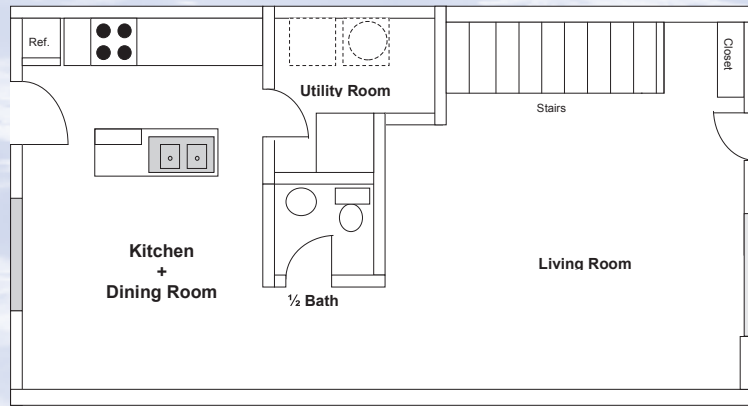 Ref.
Closet
Utility Room
Stairs
Kitchen
+
Dining Room
Living Room
½ Bath